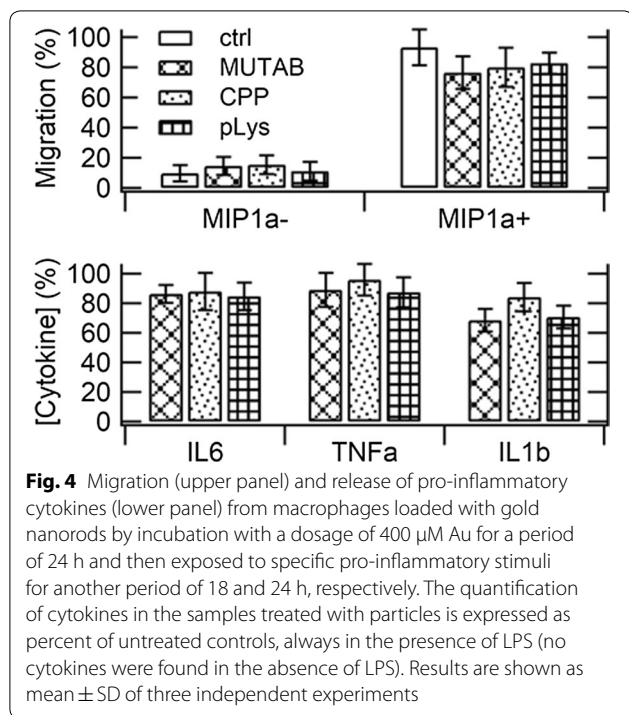 100
80
60
40
20
0
Migration (%)
ctrl
MUTAB
CPP
pLys
MIP1a- MIP1a+
100
80
60
40
20
0
[Cytokine] (%)
IL6 TNFa IL1b
Fig. 4 Migration (upper panel) and release of pro-inflammatory
cytokines (lower panel) from macrophages loaded with gold
nanorods by incubation with a dosage of 400 μM Au for a period
of 24 h and then exposed to specific pro-inflammatory stimuli
for another period of 18 and 24 h, respectively. The quantification
of cytokines in the samples treated with particles is expressed as
percent of untreated controls, always in the presence of LPS (no
cytokines were found in the absence of LPS). Results are shown as
mean ± SD of three independent experiments